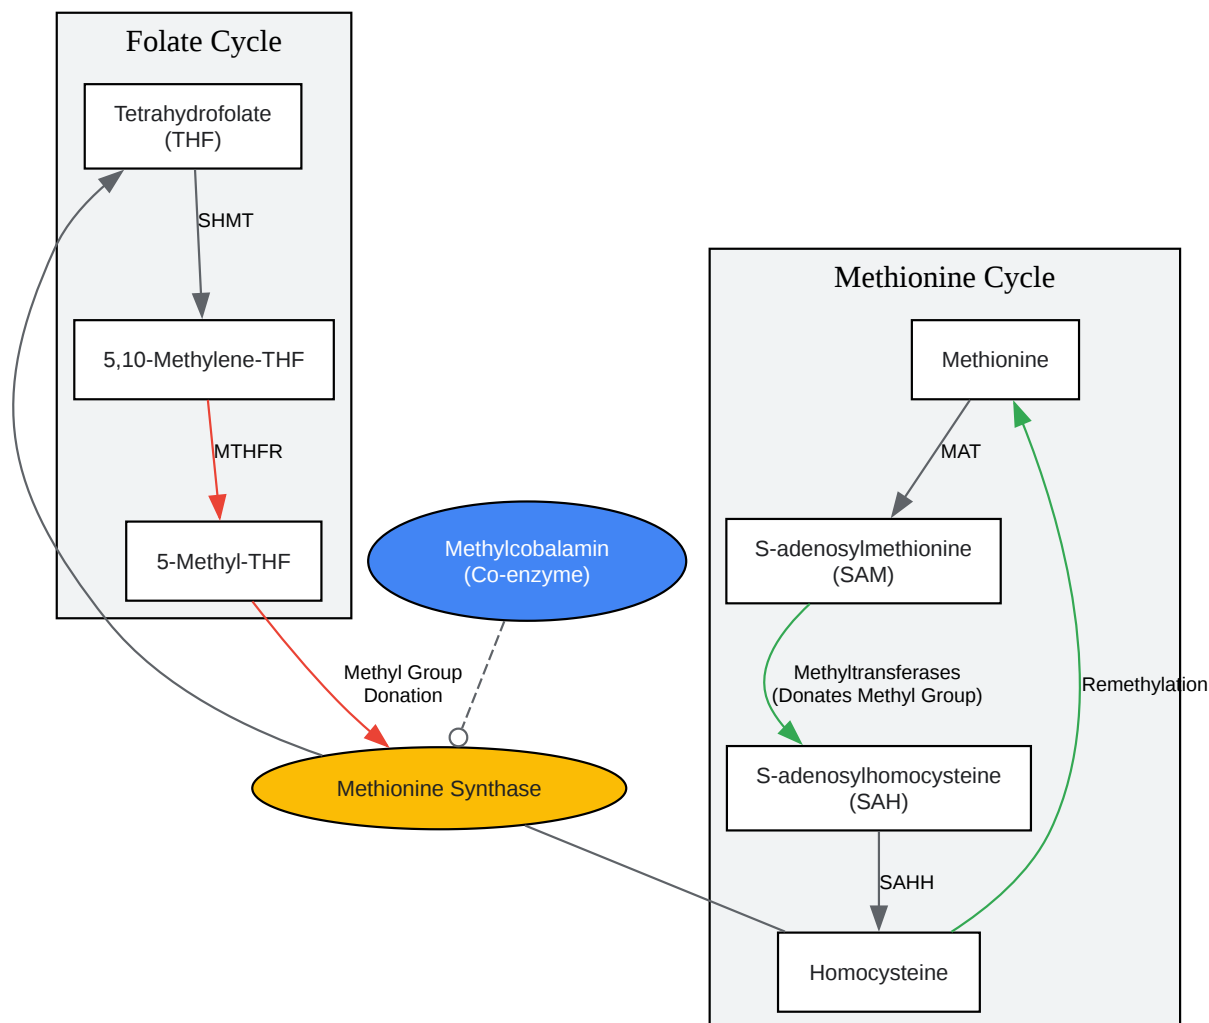 Folate Cycle
Tetrahydrofolate
(THF)
SHMT
5,10-Methylene-THF
MTHFR
5-Methyl-THF
Methylcobalamin
(Co-enzyme)
Methyl Group
Donation
Methionine Synthase
Methionine Cycle
Methionine
MAT
S-adenosylmethionine
(SAM)
Methyltransferases
(Donates Methyl Group)
Remethylation
S-adenosylhomocysteine
(SAH)
SAHH
Homocysteine